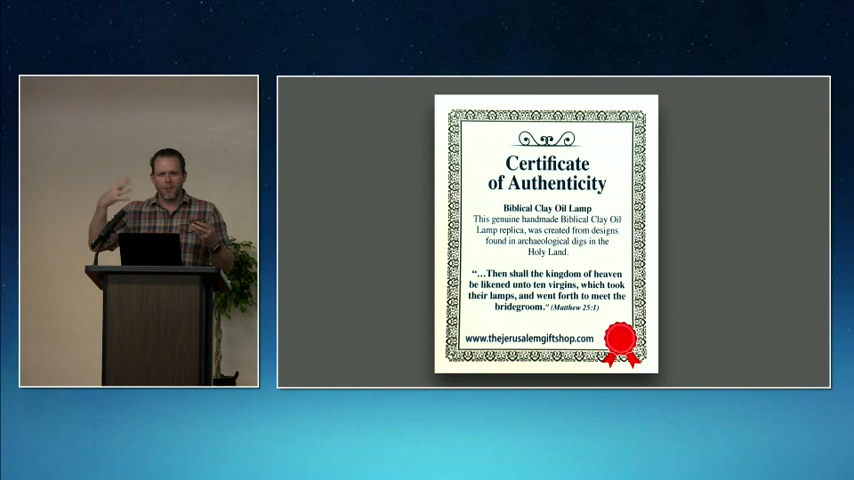 Certificate
of Authenticity
Biblical Clay Oil Lamp
This genuine handmade Biblical Clay Oil
Lamp replica, was created from designs
found in archaeological digs in the
Holy Land.
“…Then shall the kingdom of heaven
be likened unto ten virgins, which took
their lamps, and went forth to meet the
bridegroom.” (Matthew 25:1)
www.thejerusalemgiftshop.com